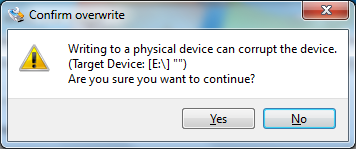 Confirm overwrite
Writing to a physical device can corrupt the device.
(Target Device: [E:\] "")
Are you sure you want to continue?
Yes
No